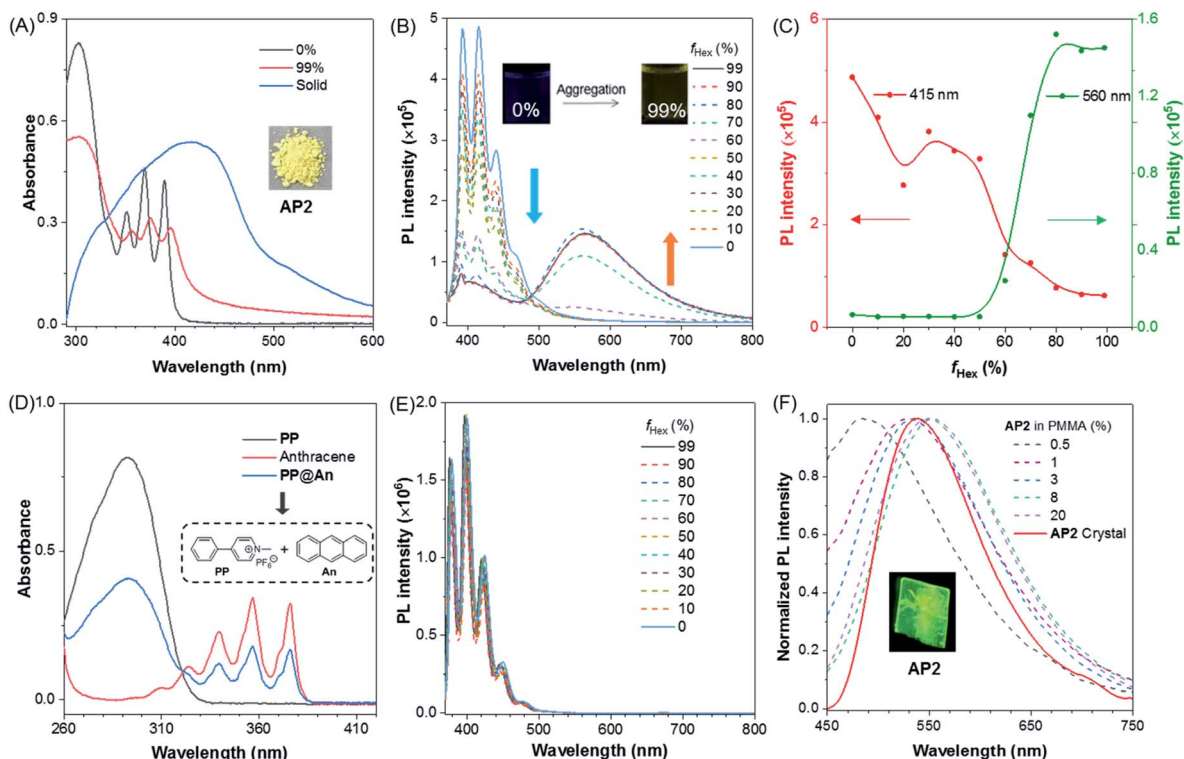 (A)
0.9
0.6
0.3
0.0
Absorbance
0%
99%
Solid
AP2
300
400
500
600
Wavelength (nm)
(B)
5
4
3
2
1
0
PL intensity (×10⁵)
0%
Aggregation
99%
f_Hex (%)
99
90
80
70
60
50
40
30
20
10
0
400
500
600
700
800
Wavelength (nm)
(C)
6
4
2
0
PL intensity (×10⁵)
415 nm
560 nm
1.6
1.2
0.8
0.4
0.0
PL intensity (×10⁵)
0
20
40
60
80
100
f_Hex (%)
(D)
1.0
0.5
0.0
Absorbance
PP
Anthracene
PP@An
N
⊕
PF₆⊖
+
PP
An
260
310
360
410
Wavelength (nm)
(E)
2.0
1.5
1.0
0.5
0.0
PL intensity (×10⁶)
f_Hex (%)
99
90
80
70
60
50
40
30
20
10
0
400
500
600
700
800
Wavelength (nm)
(F)
1.0
0.8
0.6
0.4
0.2
0.0
Normalized PL intensity
AP2 in PMMA (%)
0.5
1
3
8
20
AP2 Crystal
AP2
450
550
650
750
Wavelength (nm)